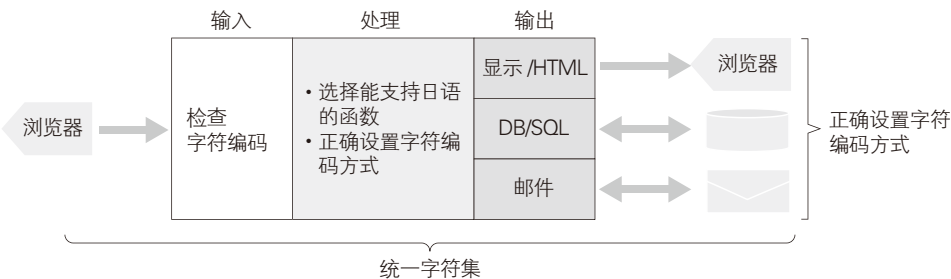 输入
处理
输出
浏览器
检查
字符编码
·选择能支持日语
的函数
·正确设置字符编
码方式
显示 /HTML
DB/SQL
邮件
浏览器
正确设置字符
编码方式
统一字符集